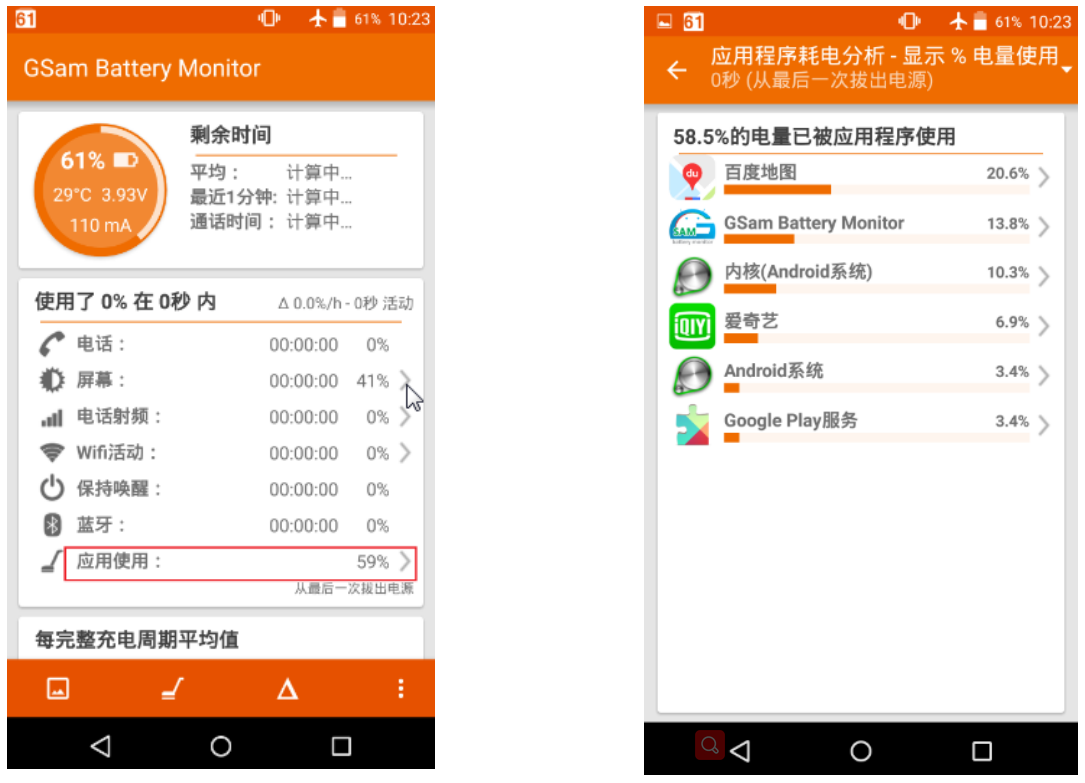 61
61% 10:23
GSam Battery Monitor
61%
29°C 3.93V
110 mA
剩余时间
平均： 计算中...
最近1分钟: 计算中...
通话时间： 计算中...
使用了 0% 在 0秒 内
Δ 0.0%/h - 0秒 活动
电话： 00:00:00 0%
屏幕： 00:00:00 41%
电话射频： 00:00:00 0%
Wifi活动： 00:00:00 0%
保持唤醒： 00:00:00 0%
蓝牙： 00:00:00 0%
应用使用： 59%
从最后一次拔出电源
每完整充电周期平均值
61
61% 10:23
应用程序耗电分析 - 显示 % 电量使用
0秒 (从最后一次拔出电源)
58.5%的电量已被应用程序使用
du
百度地图 20.6%
SAM
battery monitor
GSam Battery Monitor 13.8%
内核(Android系统) 10.3%
iQIYI
爱奇艺 6.9%
Android系统 3.4%
Google Play服务 3.4%